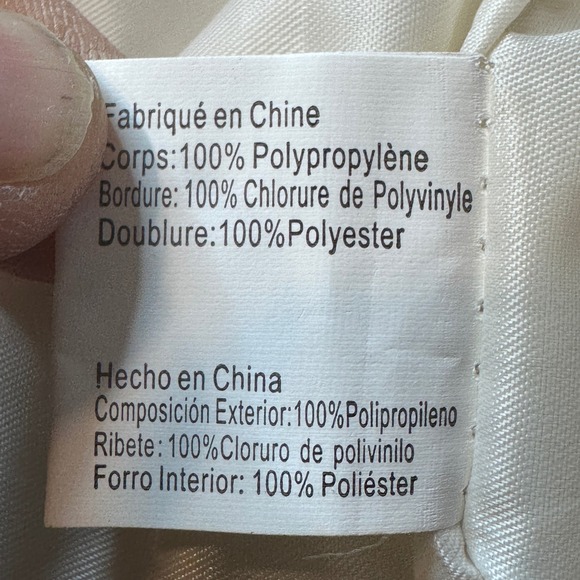 Fabriqué en Chine
Corps:100% Polypropylène
Bordure: 100% Chlorure de Polyvinyle
Doublure:100%Polyester
Hecho en China
Composición Exterior:100%Polipropileno
Ribete: 100%Cloruro de polivinilo
Forro Interior: 100% Poliéster